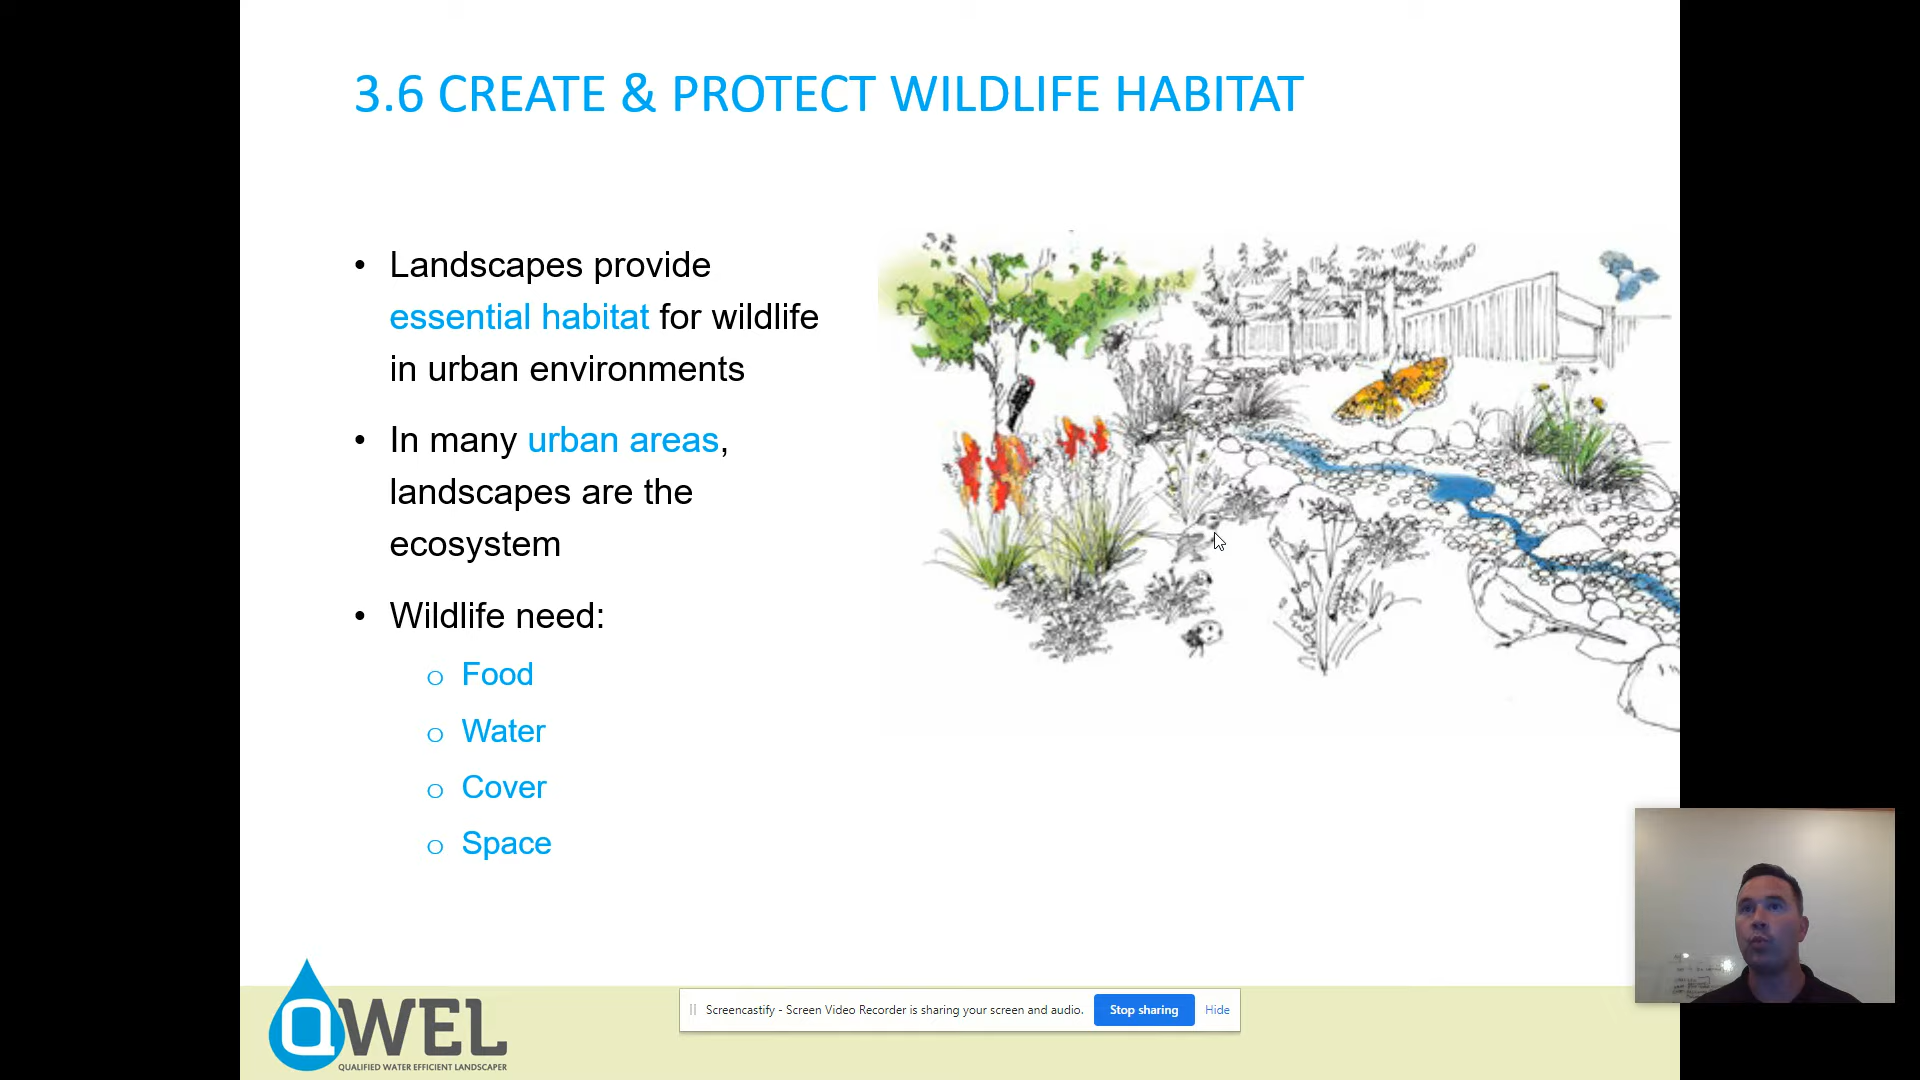 3.6 CREATE & PROTECT WILDLIFE HABITAT
• Landscapes provide
essential habitat for wildlife
in urban environments
• In many urban areas,
landscapes are the
ecosystem
• Wildlife need:
o Food
o Water
o Cover
o Space
QWEL
QUALIFIED WATER EFFICIENT LANDSCAPER
Screencastify - Screen Video Recorder is sharing your screen and audio.
Stop sharing
Hide